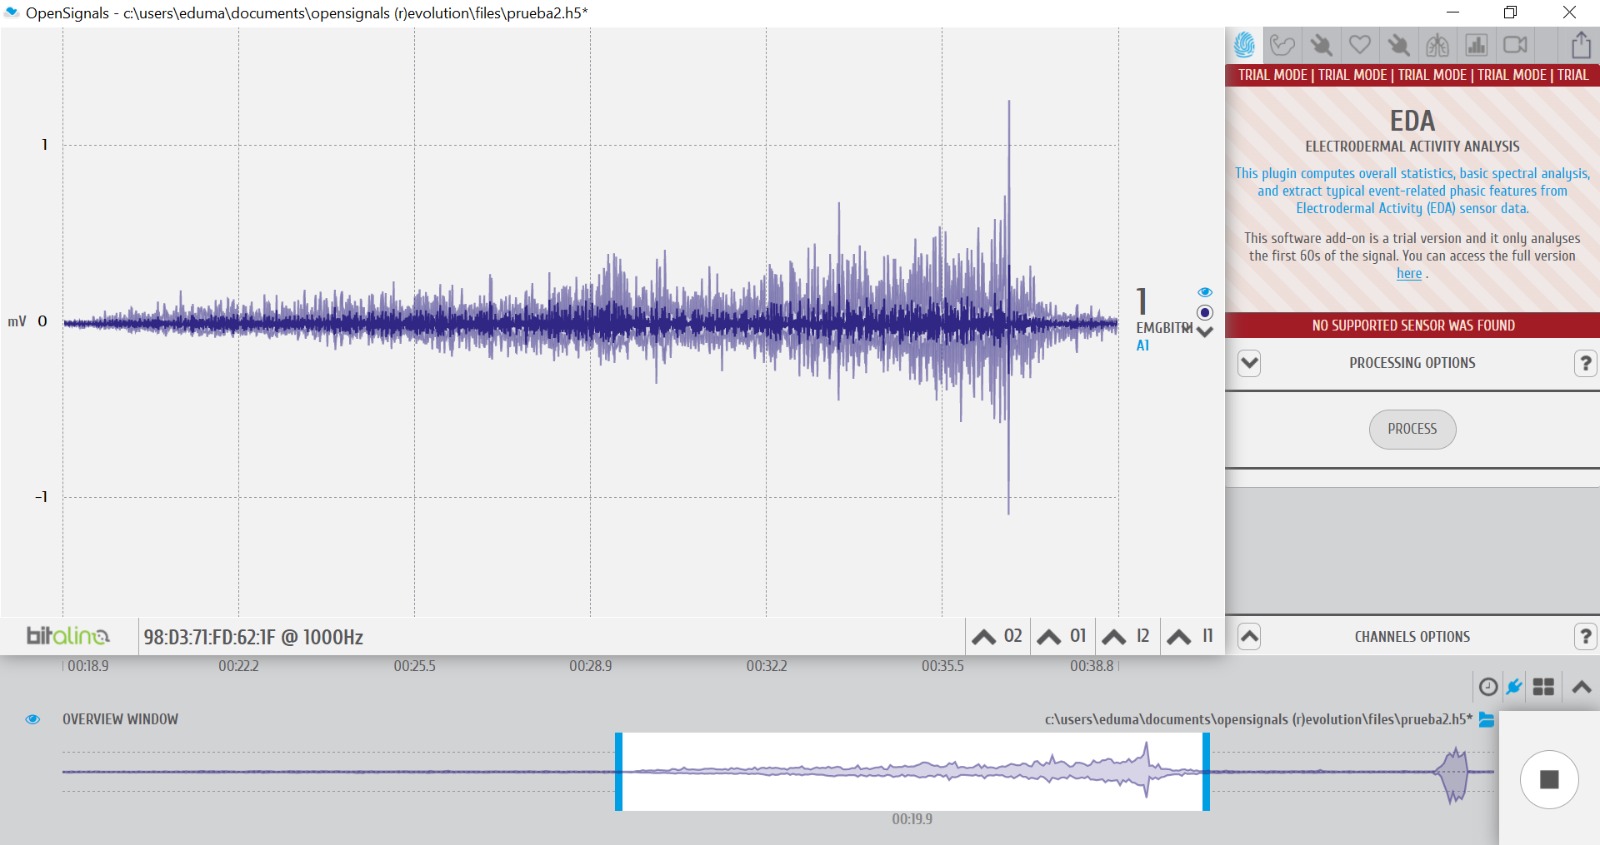 OpenSignals - c:\users\eduma\documents\opensignals (r)evolution\files\prueba2.h5*
TRIAL MODE | TRIAL MODE | TRIAL MODE | TRIAL MODE | TRIAL
EDA
ELECTRODERMAL ACTIVITY ANALYSIS
This plugin computes overall statistics, basic spectral analysis,
and extract typical event-related phasic features from
Electrodermal Activity (EDA) sensor data.
This software add-on is a trial version and it only analyses
the first 60s of the signal. You can access the full version
here .
NO SUPPORTED SENSOR WAS FOUND
PROCESSING OPTIONS ?
PROCESS
CHANNELS OPTIONS ?
1
mV 0
-1
1
EMGBITRE
A1
bitalino 98:D3:71:FD:62:1F @ 1000Hz O2 O1 I2 I1
00:18.9 00:22.2 00:25.5 00:28.9 00:32.2 00:35.5 00:38.8
OVERVIEW WINDOW c:\users\eduma\documents\opensignals (r)evolution\files\prueba2.h5*
00:19.9